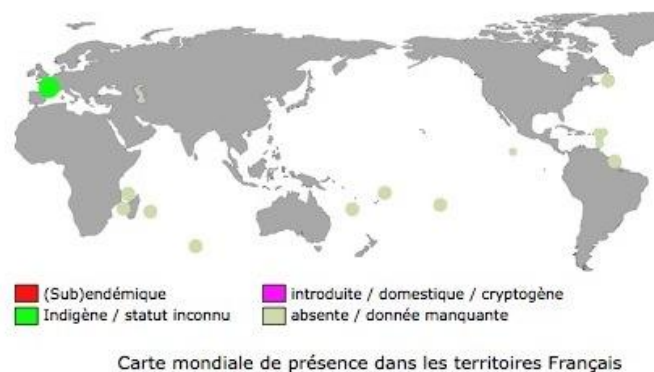 (Sub)endémique
introduite / domestique / cryptogène
Indigène / statut inconnu
absente / donnée manquante
Carte mondiale de présence dans les territoires Français